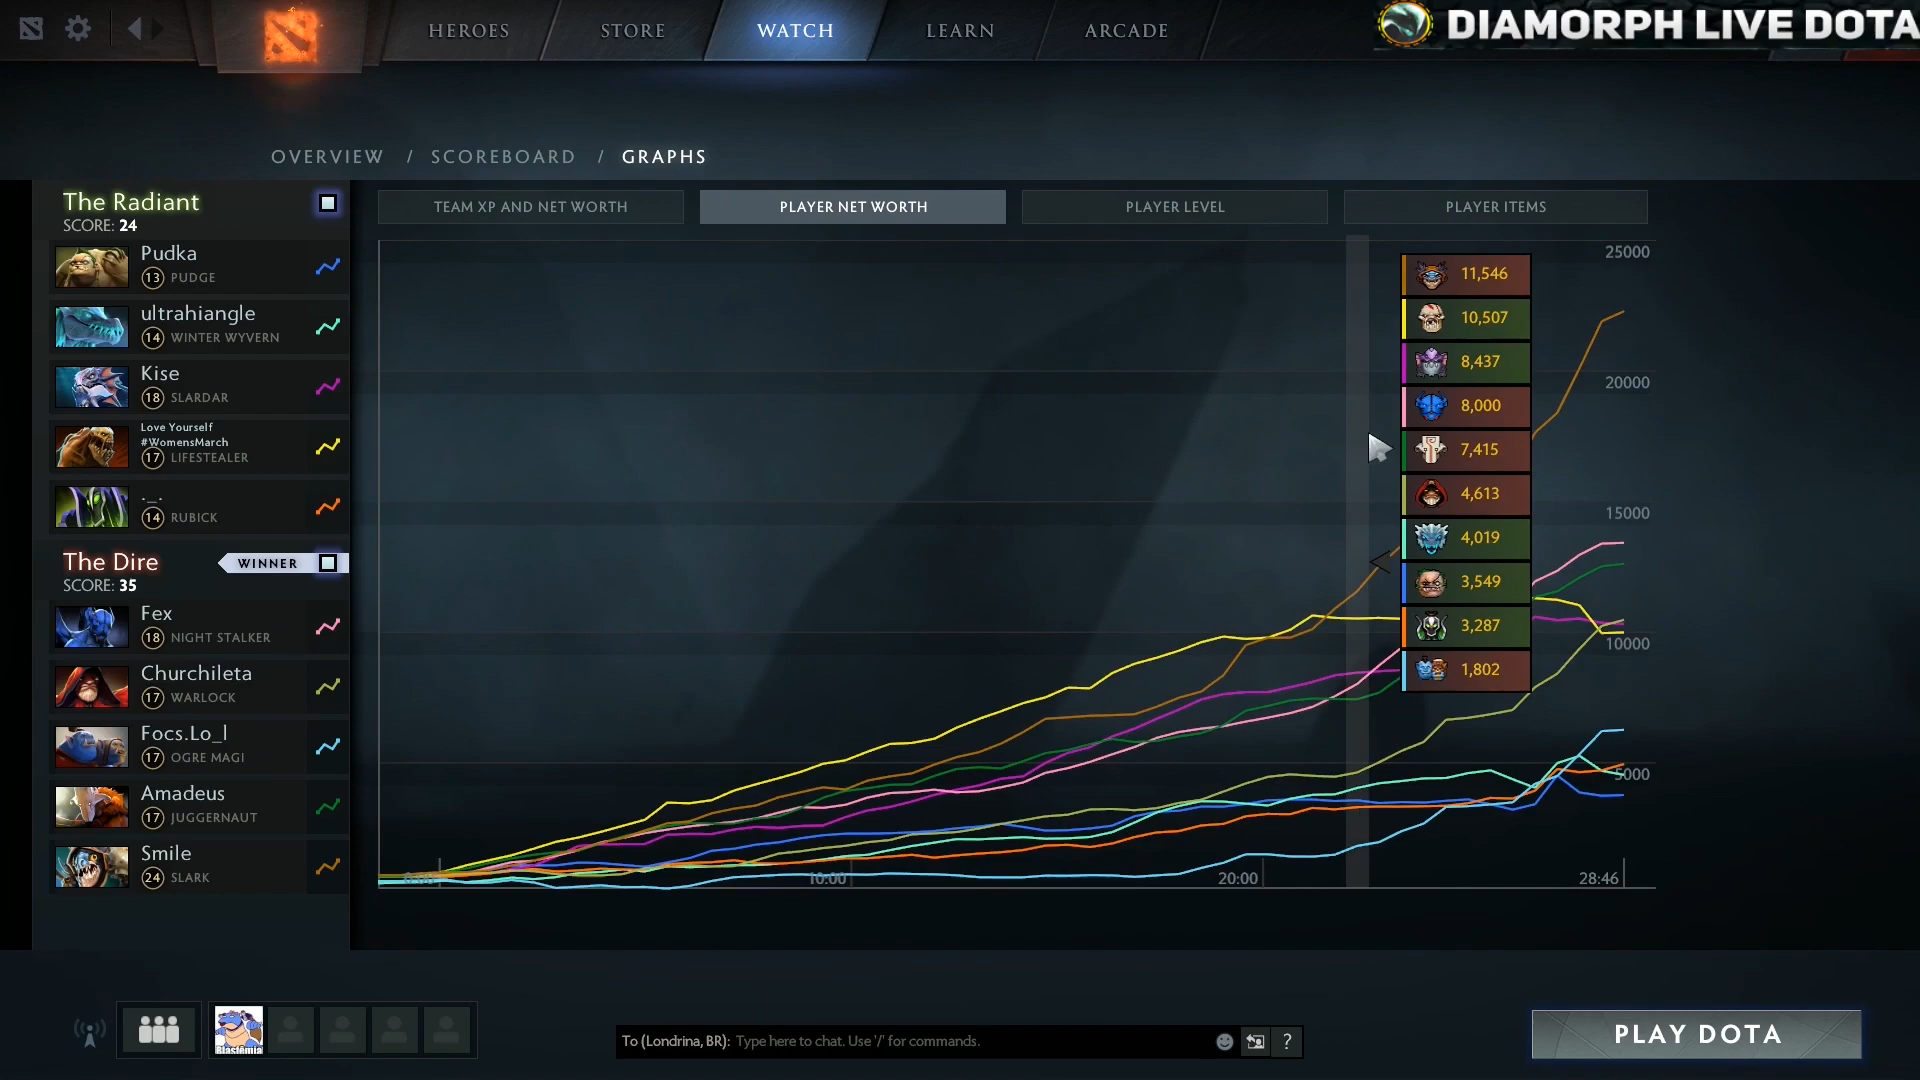 HEROES
STORE
WATCH
LEARN
ARCADE
DIAMORPH LIVE DOTA
OVERVIEW / SCOREBOARD / GRAPHS
The Radiant
SCORE: 24
Pudka
13 PUDGE
ultrahiangle
14 WINTER WYVERN
Kise
18 SLARDAR
Love Yourself
#WomensMarch
17 LIFESTEALER
._.
14 RUBICK
The Dire
WINNER
SCORE: 35
Fex
18 NIGHT STALKER
Churchileta
17 WARLOCK
Focs.Lo_l
17 OGRE MAGI
Amadeus
17 JUGGERNAUT
Smile
24 SLARK
TEAM XP AND NET WORTH
PLAYER NET WORTH
PLAYER LEVEL
PLAYER ITEMS
25000
20000
15000
10000
5000
11,546
10,507
8,437
8,000
7,415
4,613
4,019
3,549
3,287
1,802
10:00
20:00
28:46
Blastêmia
To (Londrina, BR): Type here to chat. Use '/' for commands.
?
PLAY DOTA